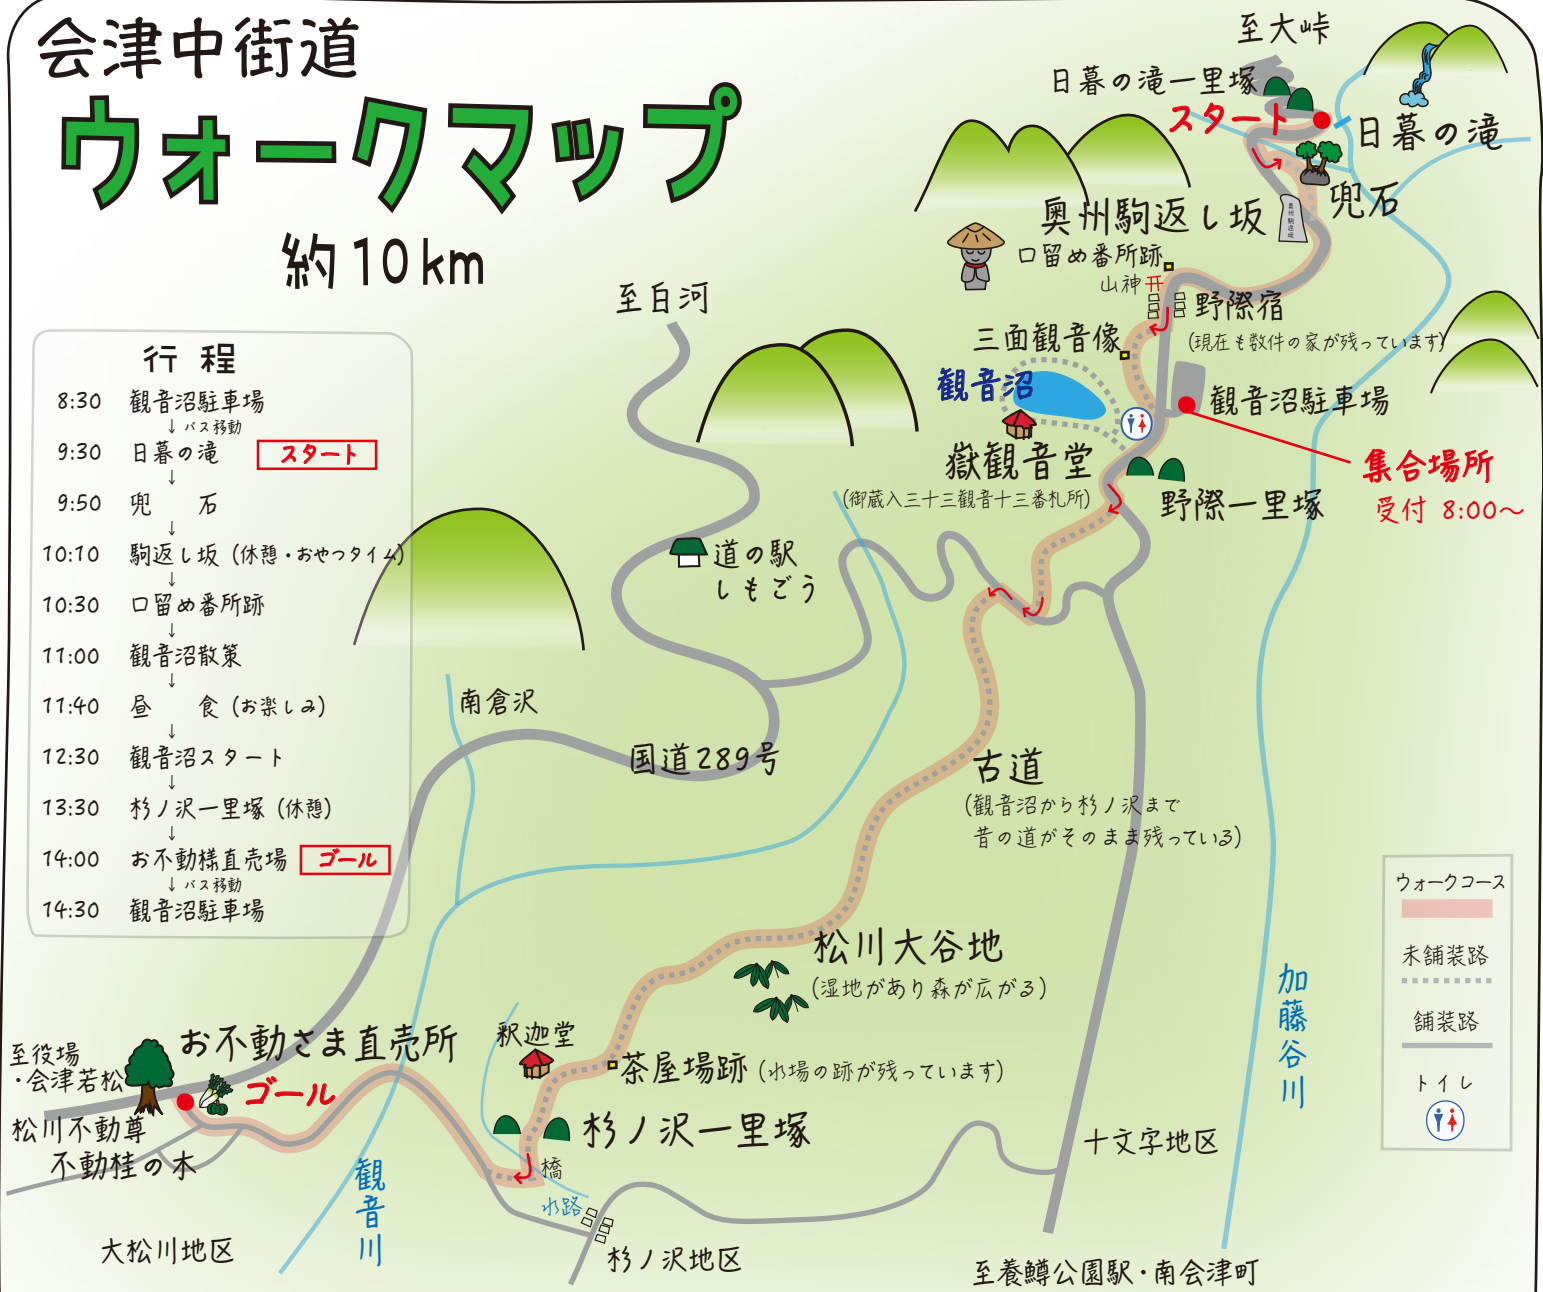 会津中街道
ウォークマップ
約10km
行 程
8:30 観音沼駐車場
↓バス移動
9:30 日暮の滝 スタート
↓
9:50 兜 石
↓
10:10 駒返し坂（休憩・おやつタイム）
↓
10:30 口留め番所跡
↓
11:00 観音沼散策
↓
11:40 昼 食（お楽しみ）
↓
12:30 観音沼スタート
↓
13:30 杉ノ沢一里塚（休憩）
↓
14:00 お不動様直売場 ゴール
↓バス移動
14:30 観音沼駐車場
至大峠
日暮の滝一里塚
スタート
日暮の滝
兜石
奥州駒返し坂
奥州駒返坂
口留め番所跡
山神
野際宿
（現在も数件の家が残っています）
三面観音像
観音沼
観音沼駐車場
集合場所
受付 8:00〜
嶽観音堂
（御蔵入三十三観音十三番札所）
野際一里塚
至白河
道の駅
しもごう
南倉沢
国道289号
古道
（観音沼から杉ノ沢まで
昔の道がそのまま残っている）
松川大谷地
（湿地があり森が広がる）
釈迦堂
茶屋場跡（水場の跡が残っています）
杉ノ沢一里塚
橋
水路
杉ノ沢地区
十文字地区
加藤谷川
至養鱒公園駅・南会津町
お不動さま直売所
ゴール
至役場
・会津若松
松川不動尊
不動桂の木
観音川
大松川地区
ウォークコース
未舗装路
舗装路
トイレ